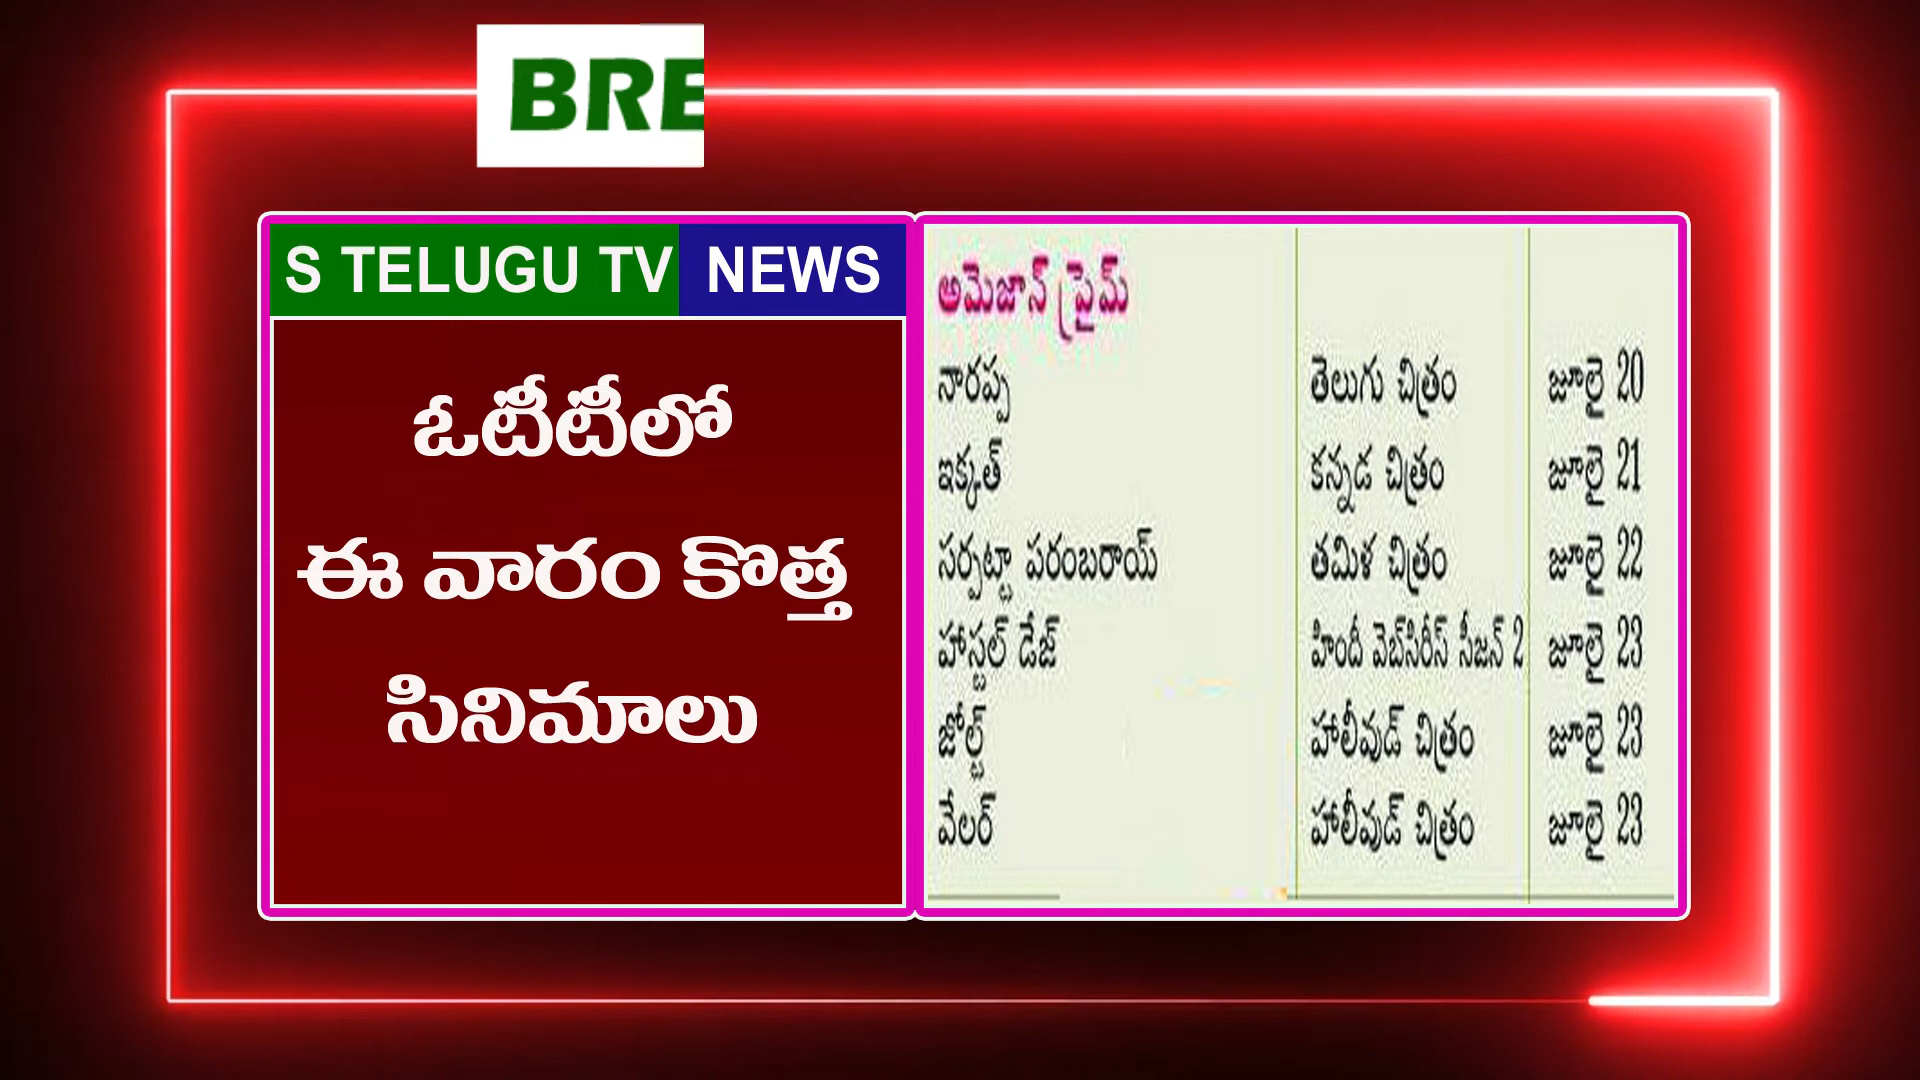 BRE
S TELUGU TV NEWS
ఓటీటీలో
ఈ వారం కొత్త
సినిమాలు
అమెజాన్ ప్రైమ్
నారప్ప తెలుగు చిత్రం జూలై 20
ఇక్కత్ కన్నడ చిత్రం జూలై 21
సర్పట్టా పరంబరాయ్ తమిళ చిత్రం జూలై 22
హాస్టల్ డేజ్ హిందీ వెబ్‌సిరీస్ సీజన్ 2 జూలై 23
జోల్ట్ హాలీవుడ్ చిత్రం జూలై 23
వేలర్ హాలీవుడ్ చిత్రం జూలై 23